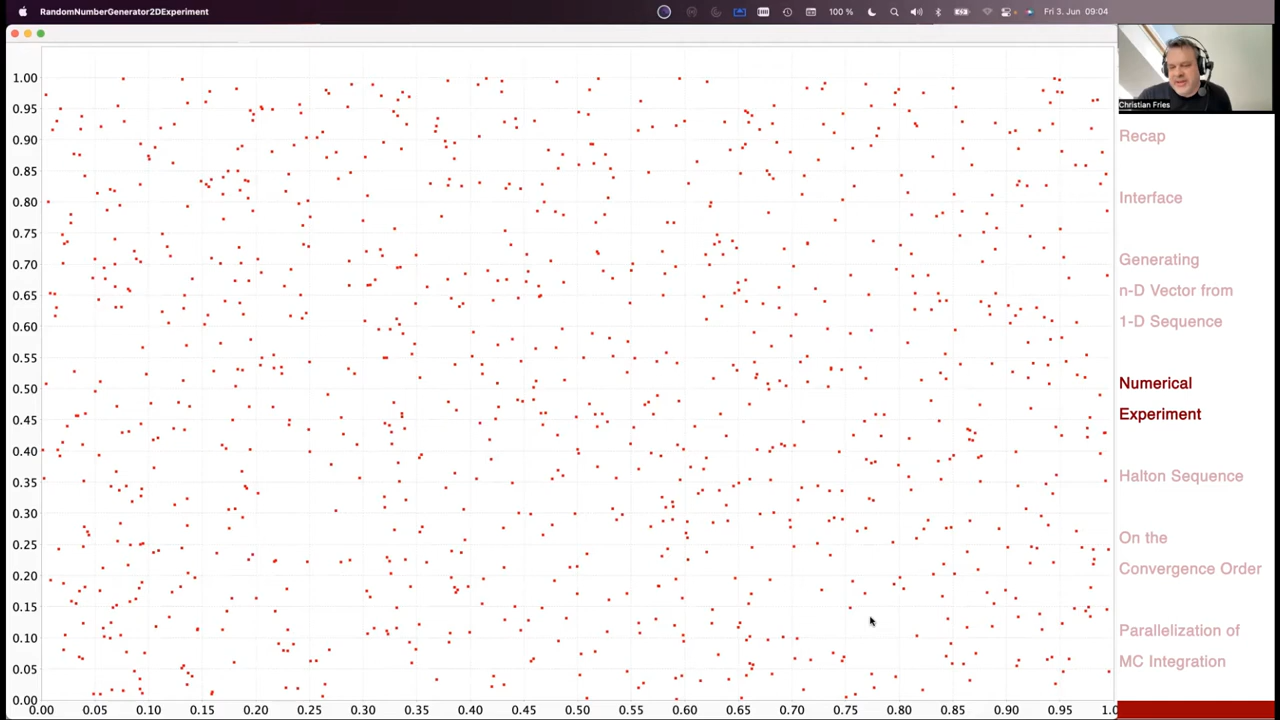 RandomNumberGenerator2DExperiment
100 %
Fri 3. Jun 09:04
Christian Fries
1.00
0.95
0.90
0.85
0.80
0.75
0.70
0.65
0.60
0.55
0.50
0.45
0.40
0.35
0.30
0.25
0.20
0.15
0.10
0.05
0.00
0.00 0.05 0.10 0.15 0.20 0.25 0.30 0.35 0.40 0.45 0.50 0.55 0.60 0.65 0.70 0.75 0.80 0.85 0.90 0.95 1.0
Recap
Interface
Generating
n-D Vector from
1-D Sequence
Numerical
Experiment
Halton Sequence
On the
Convergence Order
Parallelization of
MC Integration